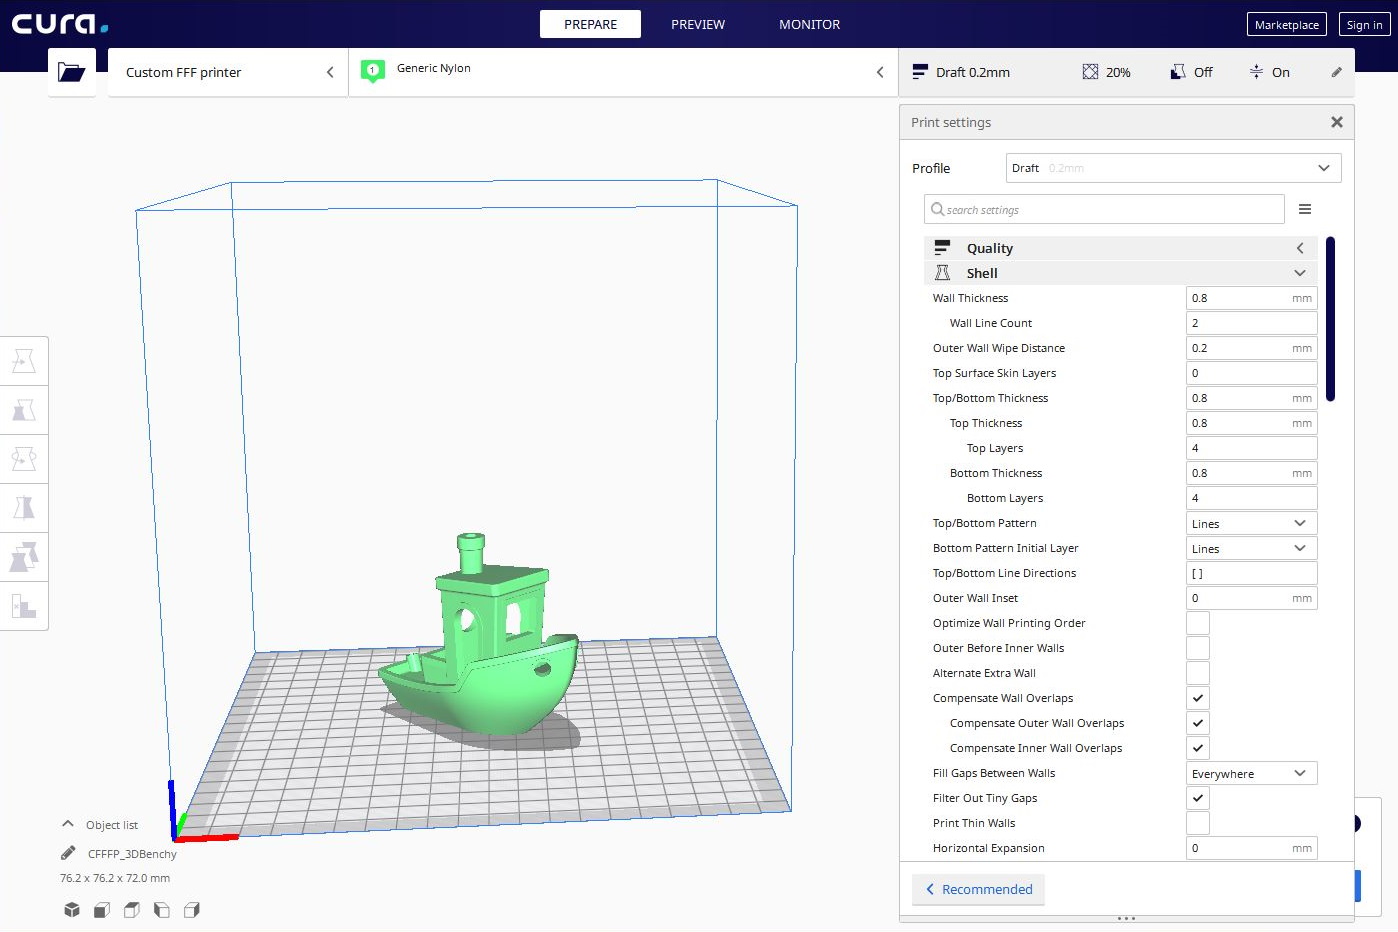 cura.
PREPARE
PREVIEW
MONITOR
Marketplace
Sign in
Custom FFF printer
1
Generic Nylon
Draft 0.2mm
20%
Off
On
Print settings
Profile
Draft 0.2mm
search settings
Quality
Shell
Wall Thickness 0.8 mm
Wall Line Count 2
Outer Wall Wipe Distance 0.2 mm
Top Surface Skin Layers 0
Top/Bottom Thickness 0.8 mm
Top Thickness 0.8 mm
Top Layers 4
Bottom Thickness 0.8 mm
Bottom Layers 4
Top/Bottom Pattern Lines
Bottom Pattern Initial Layer Lines
Top/Bottom Line Directions [ ]
Outer Wall Inset 0 mm
Optimize Wall Printing Order
Outer Before Inner Walls
Alternate Extra Wall
Compensate Wall Overlaps
Compensate Outer Wall Overlaps
Compensate Inner Wall Overlaps
Fill Gaps Between Walls Everywhere
Filter Out Tiny Gaps
Print Thin Walls
Horizontal Expansion 0 mm
Recommended
Object list
CFFFP_3DBenchy
76.2 x 76.2 x 72.0 mm